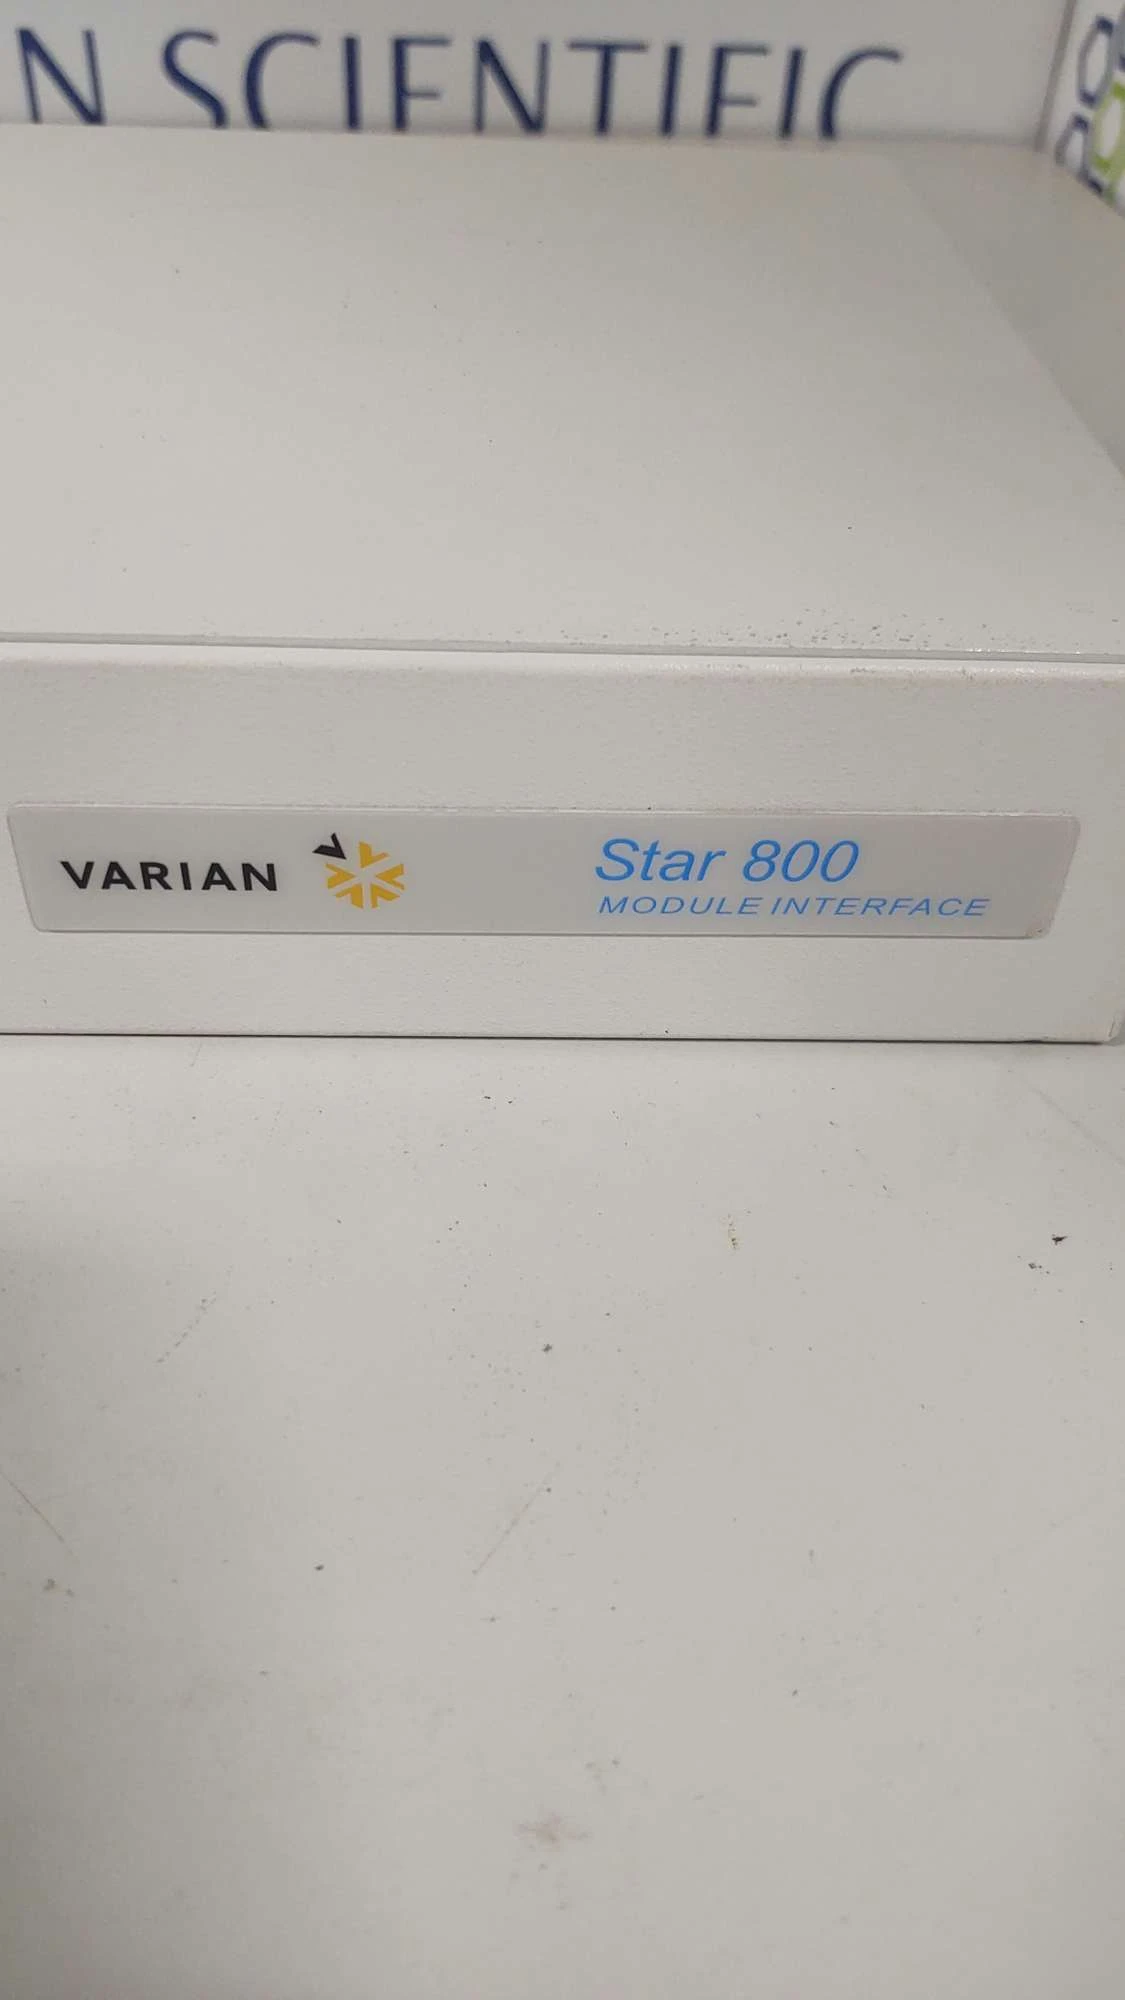 N SCIENTIFIC
VARIAN
Star 800
MODULE INTERFACE